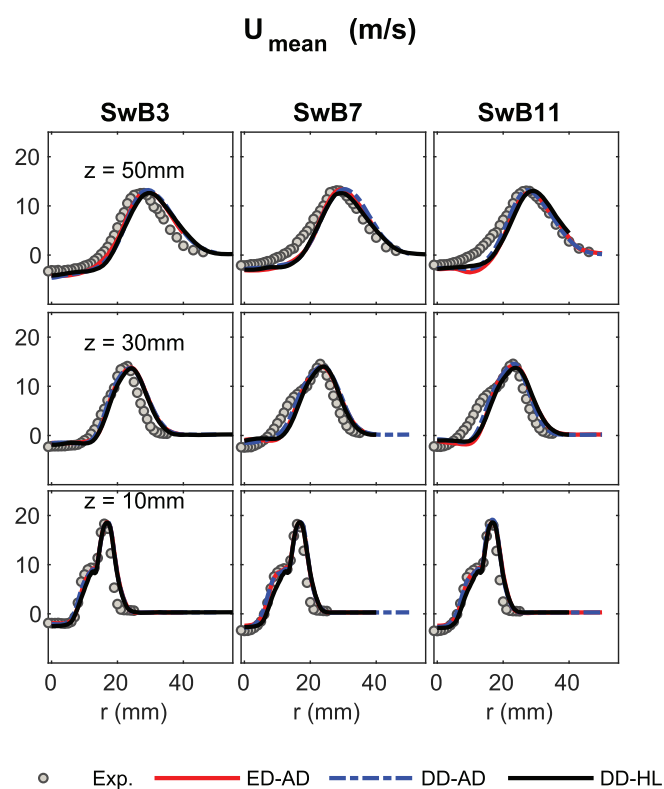 U mean (m/s)
SwB3 SwB7 SwB11
z = 50mm
20
10
0
z = 30mm
20
10
0
z = 10mm
20
10
0
0 20 40 0 20 40 0 20 40
r (mm) r (mm) r (mm)
Exp. ED-AD DD-AD DD-HL